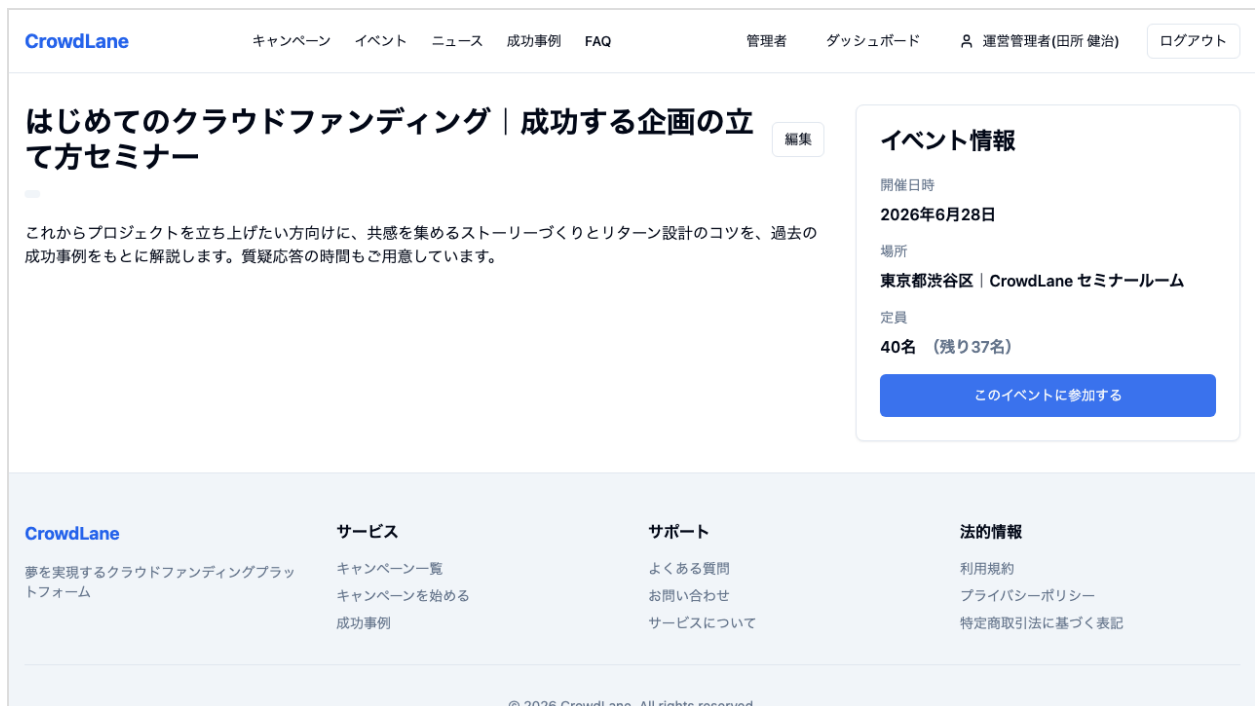 CrowdLane
キャンペーン
イベント
ニュース
成功事例
FAQ
管理者
ダッシュボード
運営管理者(田所 健治)
ログアウト
はじめてのクラウドファンディング｜成功する企画の立
て方セミナー
編集
これからプロジェクトを立ち上げたい方向けに、共感を集めるストーリーづくりとリターン設計のコツを、過去の
成功事例をもとに解説します。質疑応答の時間もご用意しています。
イベント情報
開催日時
2026年6月28日
場所
東京都渋谷区｜CrowdLane セミナールーム
定員
40名 （残り37名）
このイベントに参加する
CrowdLane
夢を実現するクラウドファンディングプラッ
トフォーム
サービス
キャンペーン一覧
キャンペーンを始める
成功事例
サポート
よくある質問
お問い合わせ
サービスについて
法的情報
利用規約
プライバシーポリシー
特定商取引法に基づく表記
© 2026 CrowdLane. All rights reserved.